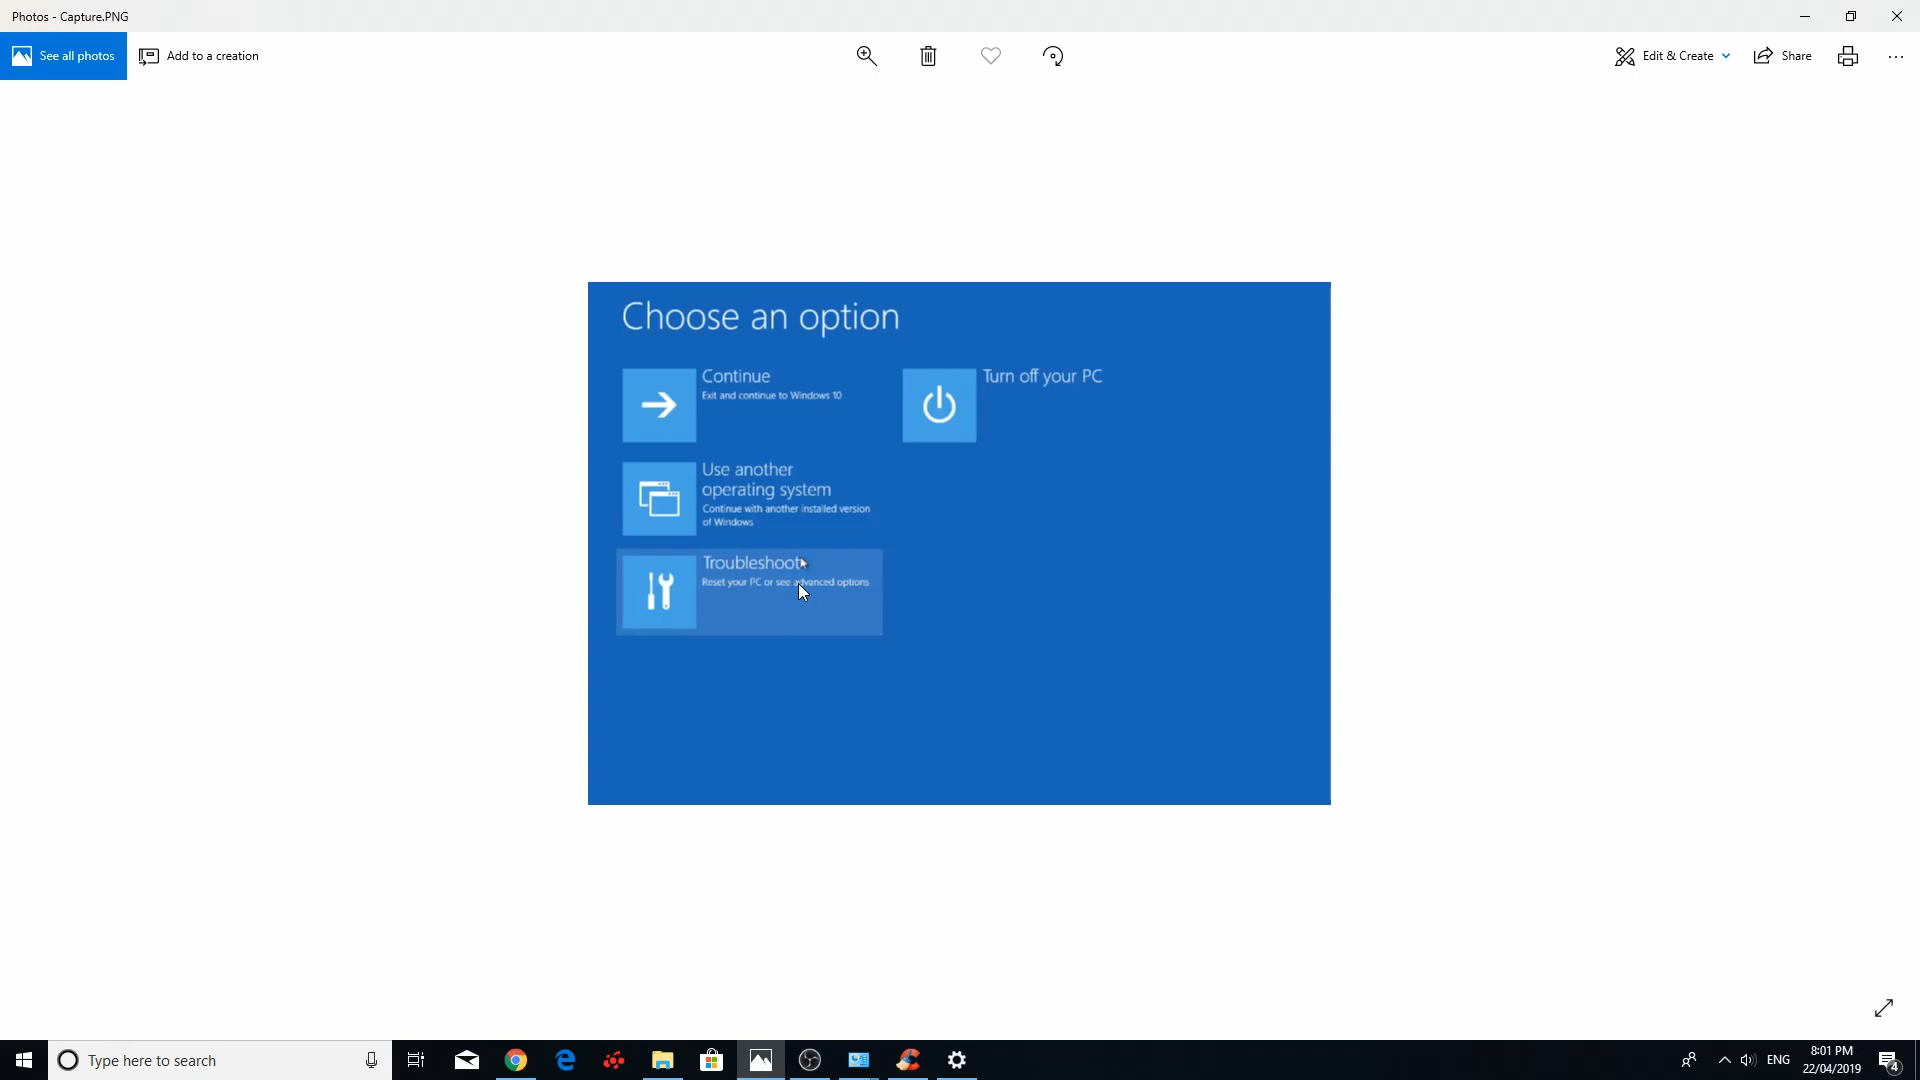 Photos - Capture.PNG
See all photos
Add to a creation
Edit & Create
Share
Choose an option
Continue
Exit and continue to Windows 10
Turn off your PC
Use another
operating system
Continue with another installed version
of Windows
Troubleshoot
Reset your PC or see advanced options
Type here to search
ENG
8:01 PM
22/04/2019
4